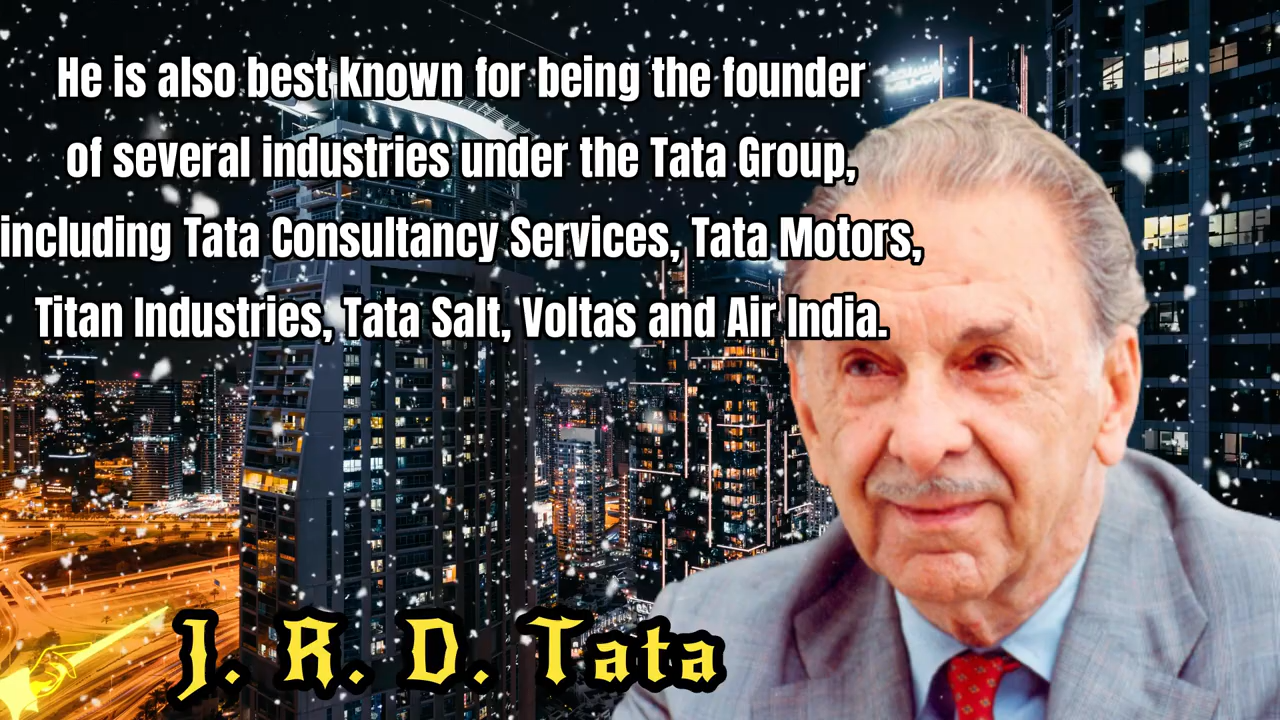 He is also best known for being the founder
of several industries under the Tata Group,
including Tata Consultancy Services, Tata Motors,
Titan Industries, Tata Salt, Voltas and Air India.
J. R. D. Tata